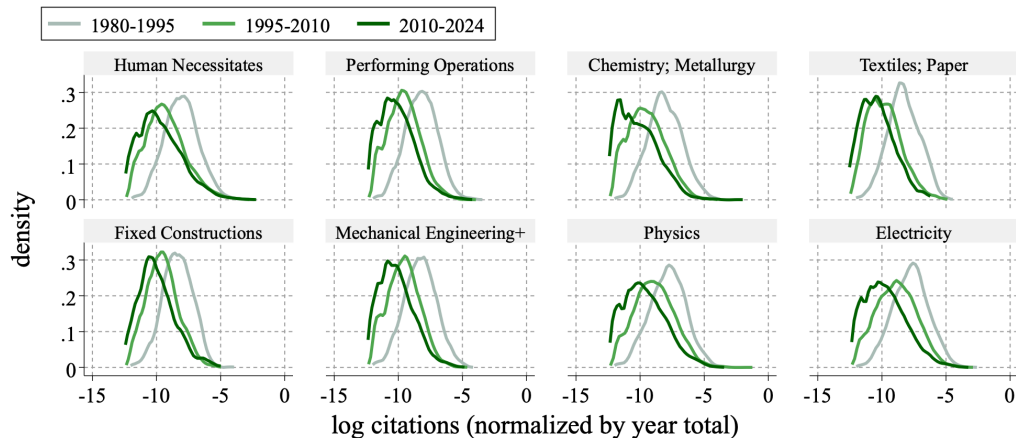 1980-1995 1995-2010 2010-2024
Human Necessitates Performing Operations Chemistry; Metallurgy Textiles; Paper
.3
.2
.1
0
Fixed Constructions Mechanical Engineering+ Physics Electricity
.3
.2
.1
0
-15 -10 -5 0 -15 -10 -5 0 -15 -10 -5 0 -15 -10 -5 0
density
log citations (normalized by year total)